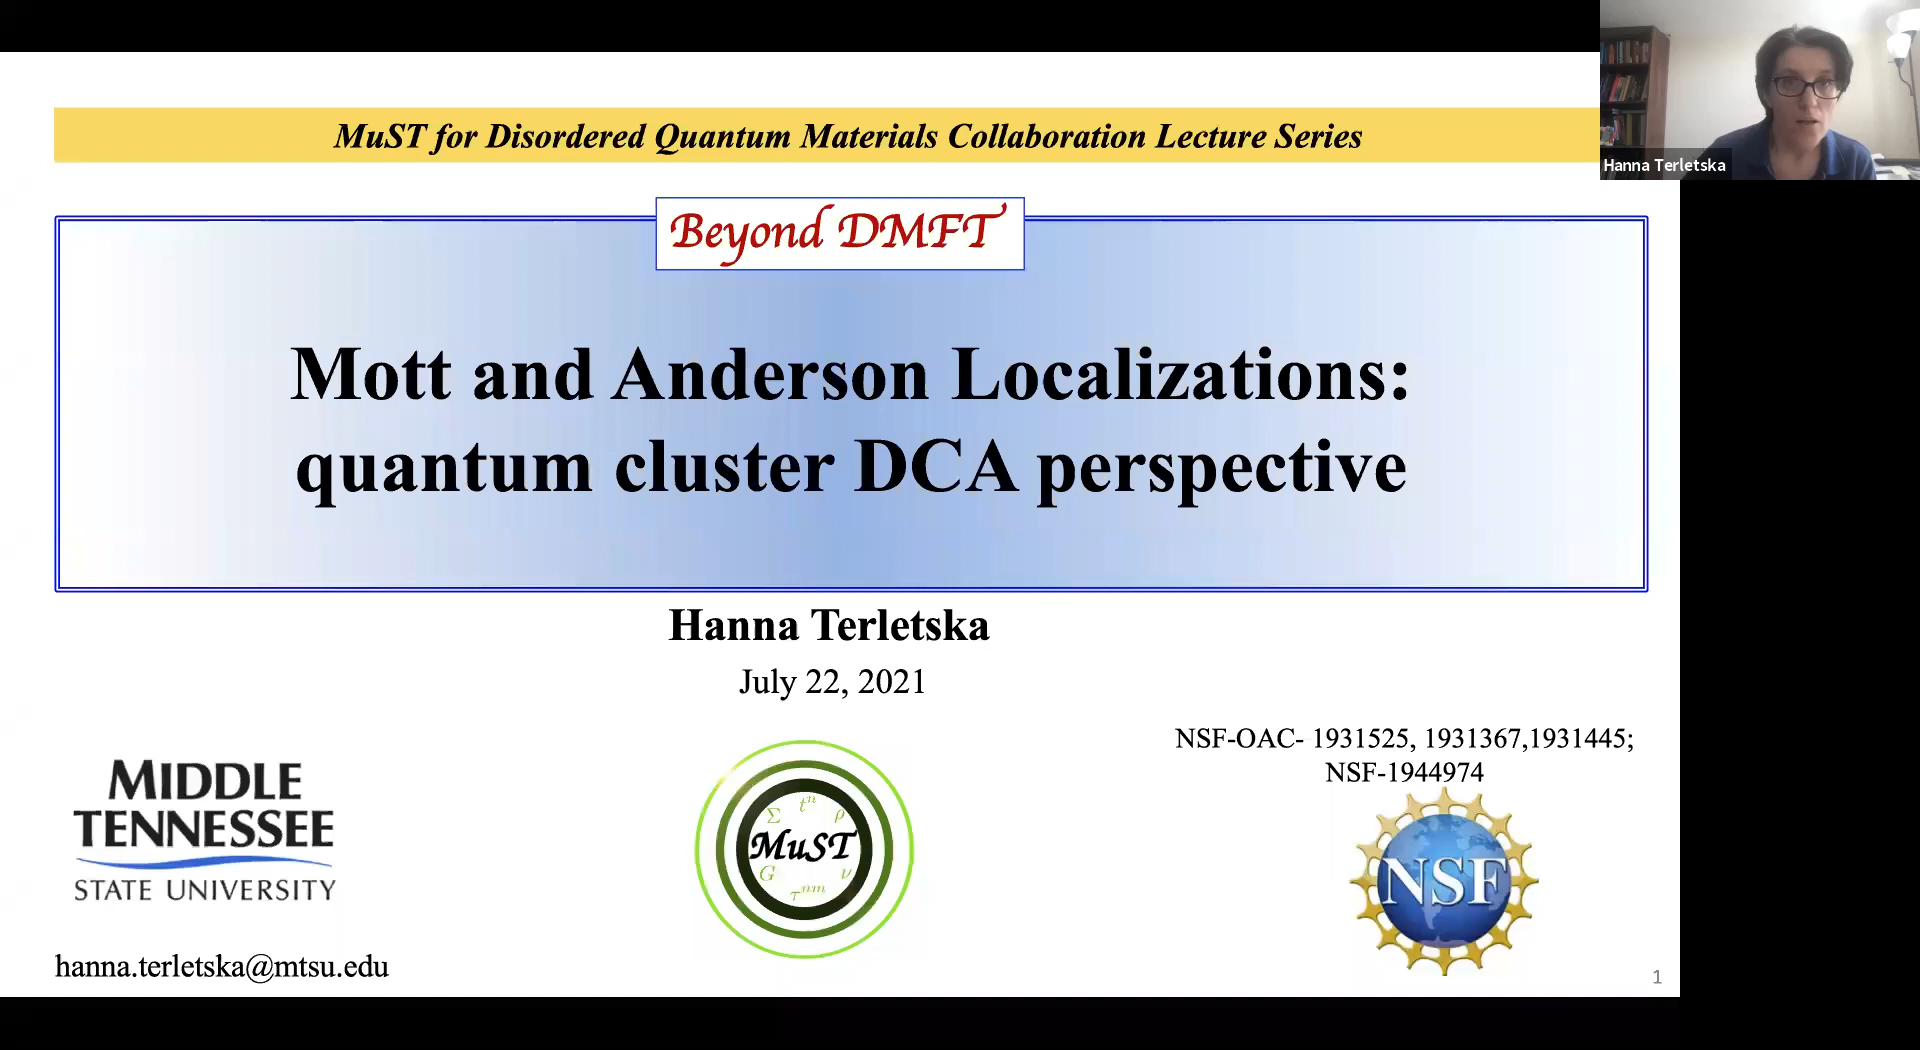 MuST for Disordered Quantum Materials Collaboration Lecture Series
Hanna Terletska
Beyond DMFT
Mott and Anderson Localizations:
quantum cluster DCA perspective
Hanna Terletska
July 22, 2021
NSF-OAC- 1931525, 1931367,1931445;
NSF-1944974
MIDDLE
TENNESSEE
STATE UNIVERSITY
Σ tⁿ ρ
MuST
G ν
τⁿᵐ
NSF
hanna.terletska@mtsu.edu
1